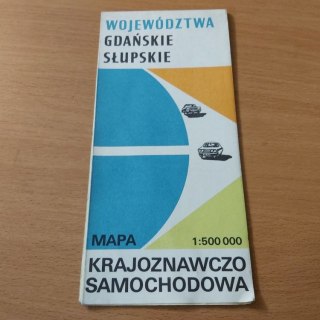 WOJEWÓDZTWA
GDAŃSKIE
SŁUPSKIE
MAPA 1:500 000
KRAJOZNAWCZO
SAMOCHODOWA